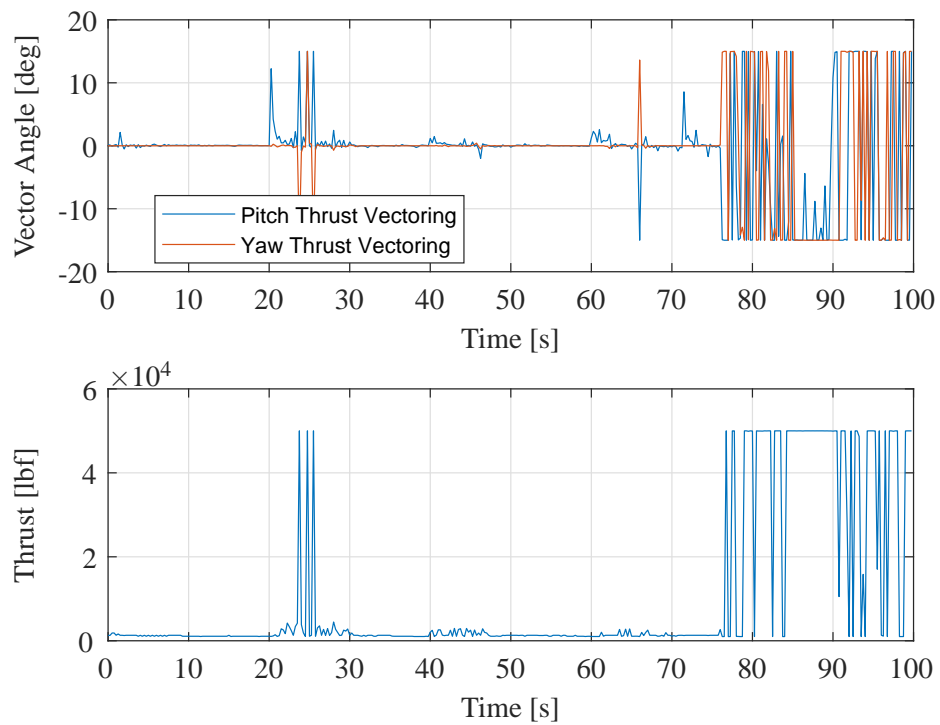 20
10
0
-10
-20
Vector Angle [deg]
Pitch Thrust Vectoring
Yaw Thrust Vectoring
0 10 20 30 40 50 60 70 80 90 100
Time [s]
×10⁴
6
4
2
0
Thrust [lbf]
0 10 20 30 40 50 60 70 80 90 100
Time [s]